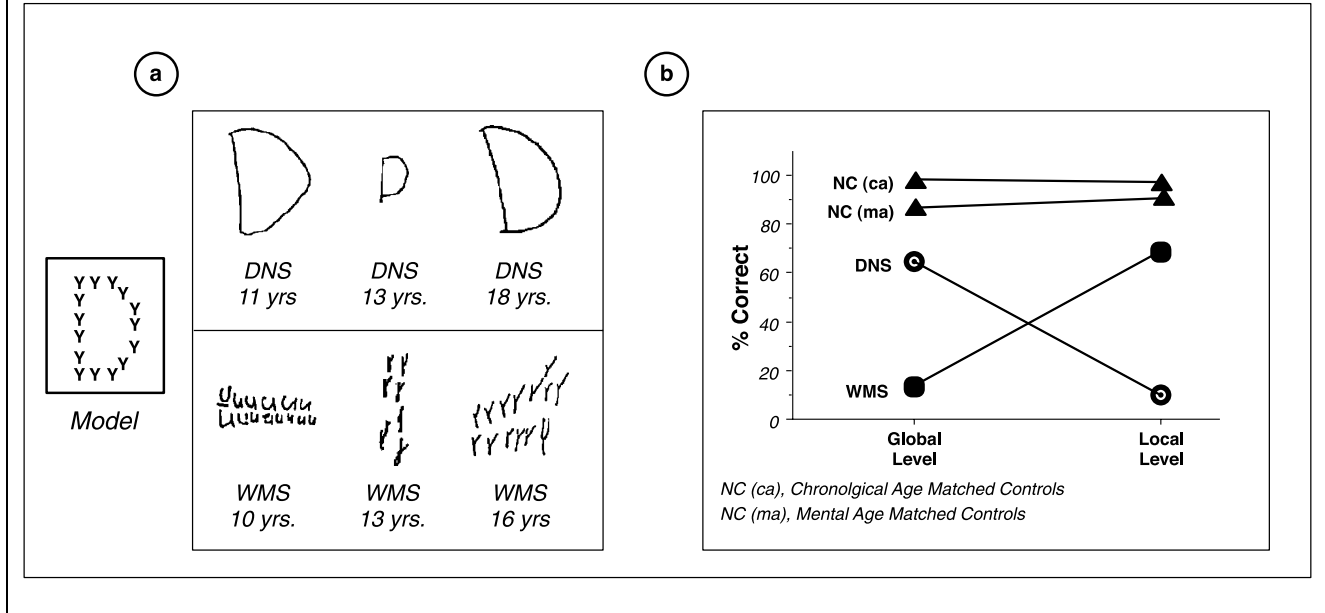 a
b
Y Y Y
Y Y
Y Y
Y Y
Y Y
Y Y
Y Y Y
Model
DNS
11 yrs
DNS
13 yrs.
DNS
18 yrs.
WMS
10 yrs.
WMS
13 yrs.
WMS
16 yrs
% Correct
100
80
60
40
20
0
NC (ca)
NC (ma)
DNS
WMS
Global
Level
Local
Level
NC (ca), Chronolgical Age Matched Controls
NC (ma), Mental Age Matched Controls